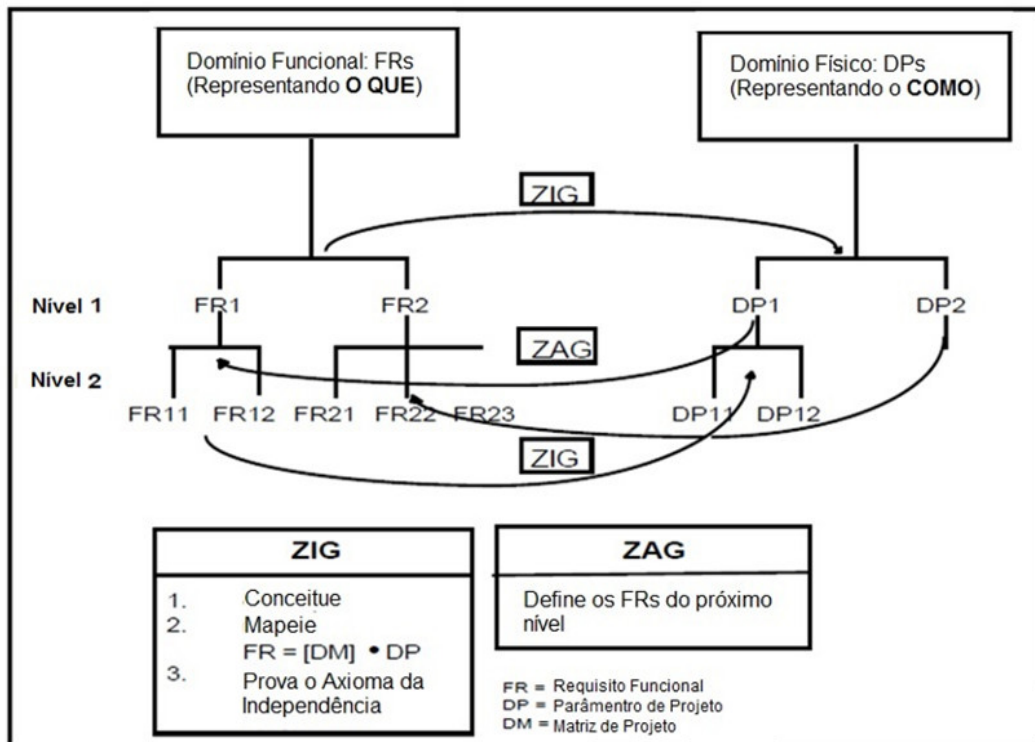 Domínio Funcional: FRs
(Representando O QUE)
Domínio Físico: DPs
(Representando o COMO)
ZIG
Nível 1
FR1
FR2
DP1
DP2
ZAG
Nível 2
FR11
FR12
FR21
FR22
FR23
DP11
DP12
ZIG
ZIG
1. Conceitue
2. Mapeie
FR = [DM] • DP
3. Prova o Axioma da
Independência
ZAG
Define os FRs do próximo
nível
FR = Requisito Funcional
DP = Parâmentro de Projeto
DM = Matriz de Projeto